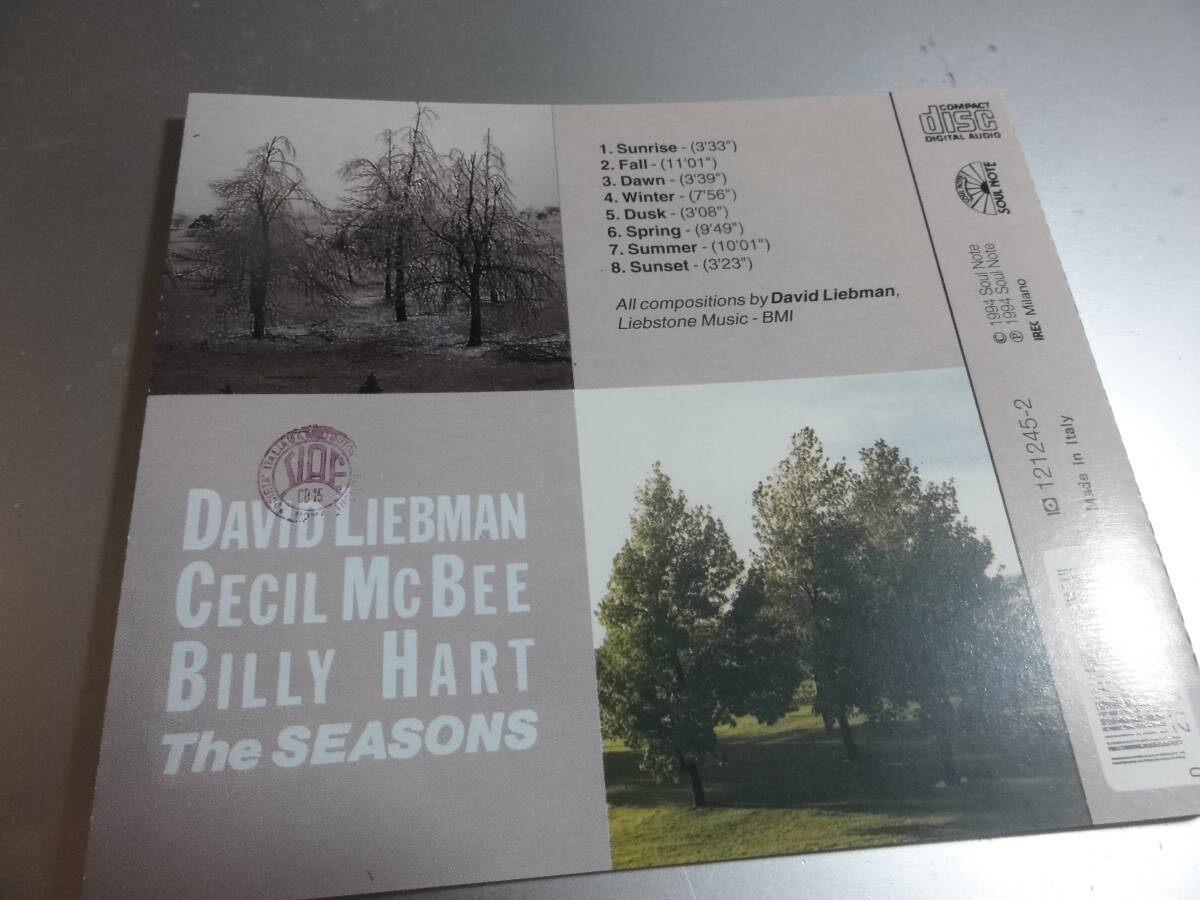 1. Sunrise - (3'33")
2. Fall - (11'01")
3. Dawn - (3'39")
4. Winter - (7'56")
5. Dusk - (3'08")
6. Spring - (9'49")
7. Summer - (10'01")
8. Sunset - (3'23")
All compositions by David Liebman,
Liebstone Music - BMI
COMPACT
disc
DIGITAL AUDIO
SOUL NOTE
© 1994 Soul Note
℗ 1994 Soul Note
IREC Milano
121245-2
Made in Italy
SIAE
CD 15
DAVID LIEBMAN
CECIL MCBEE
BILLY HART
The SEASONS